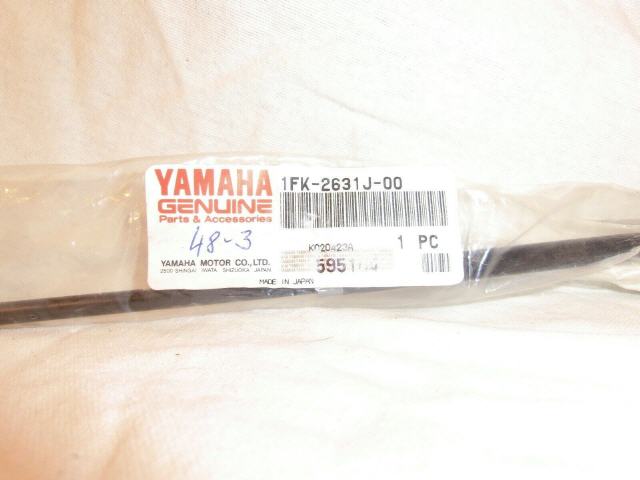 YAMAHA
GENUINE
Parts & Accessories
48-3
YAMAHA MOTOR CO., LTD.
2500 SHINGAI IWATA SHIZUOKA JAPAN
1FK-2631J-00
KC20423A
1 PC
MADE IN JAPAN